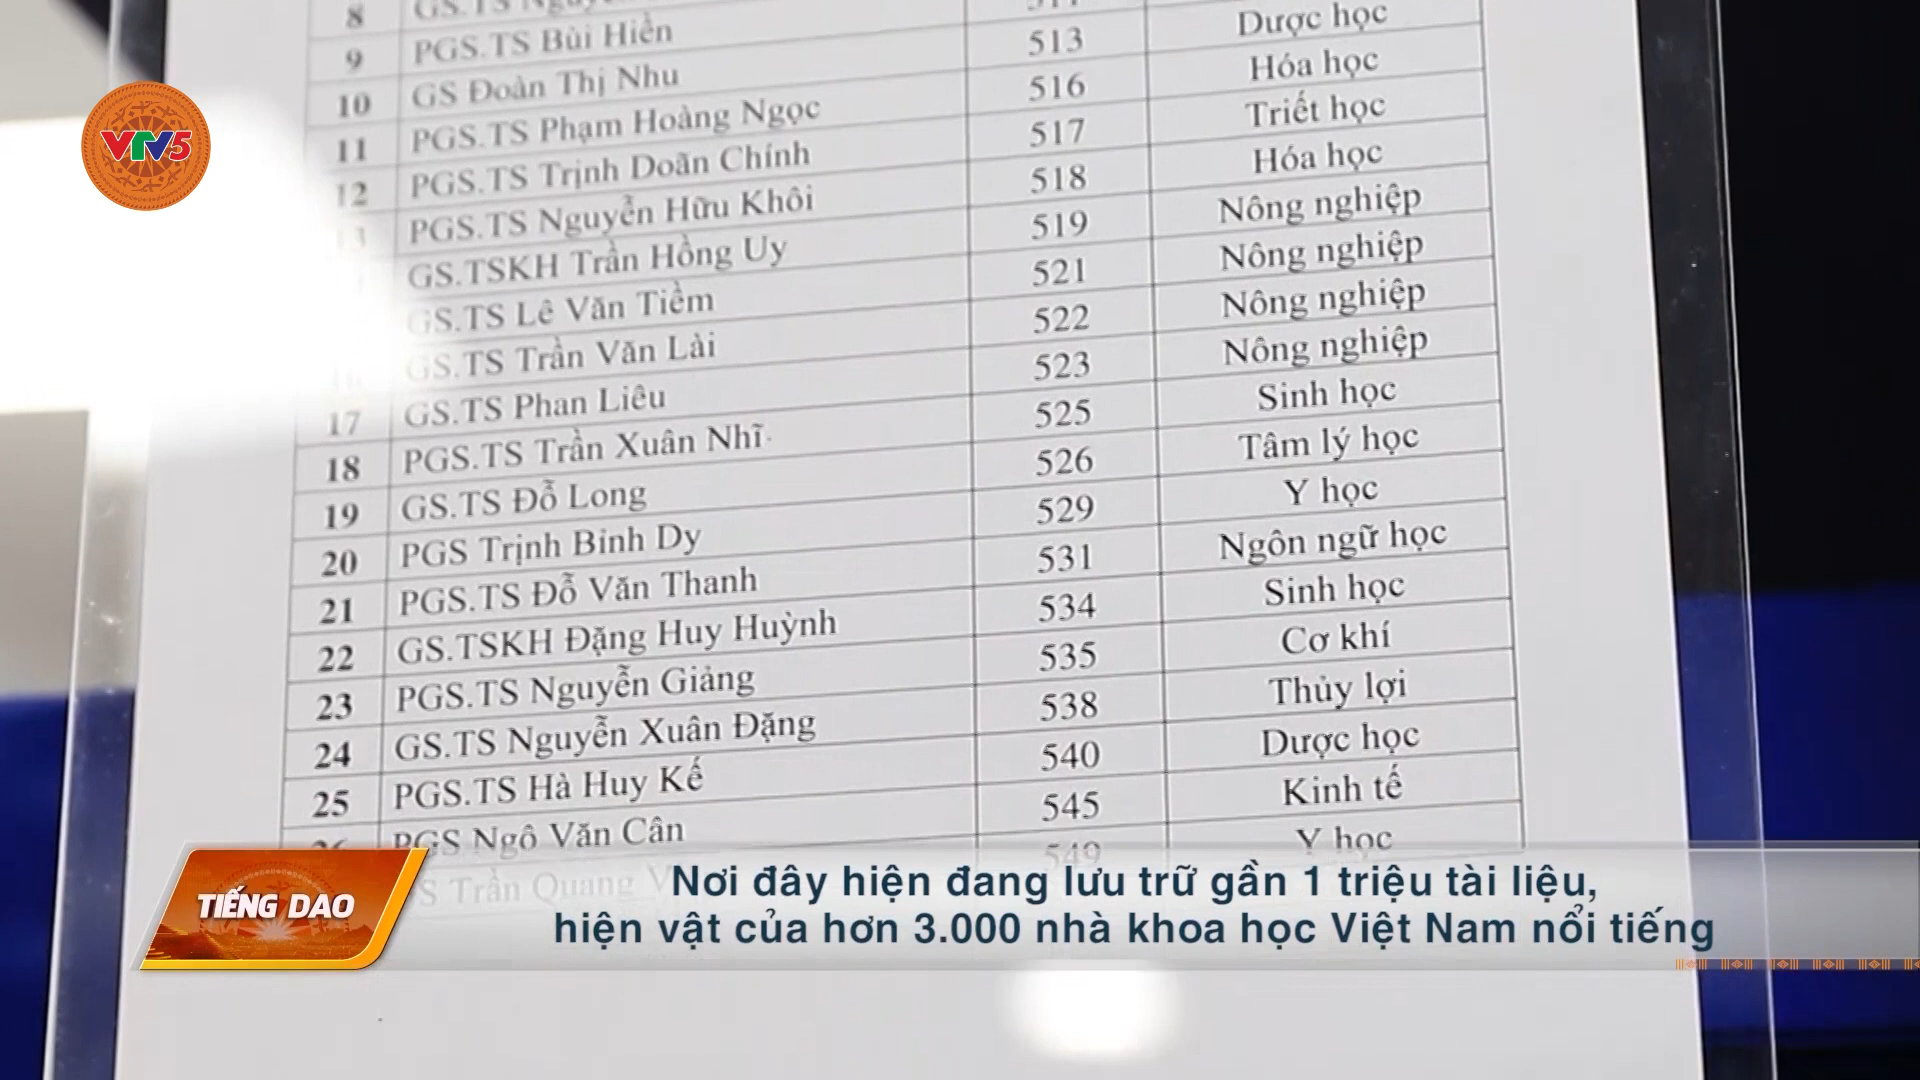 VTV5
8 GS.TS
9 PGS.TS Bùi Hiền
10 GS Đoàn Thị Nhu 513 Dược học
11 PGS.TS Phạm Hoàng Ngọc 516 Hóa học
12 PGS.TS Trịnh Doãn Chính 517 Triết học
13 PGS.TS Nguyễn Hữu Khôi 518 Hóa học
GS.TSKH Trần Hồng Uy 519 Nông nghiệp
GS.TS Lê Văn Tiềm 521 Nông nghiệp
GS.TS Trần Văn Lài 522 Nông nghiệp
17 GS.TS Phan Liêu 523 Nông nghiệp
18 PGS.TS Trần Xuân Nhĩ 525 Sinh học
19 GS.TS Đỗ Long 526 Tâm lý học
20 PGS Trịnh Bỉnh Dy 529 Y học
21 PGS.TS Đỗ Văn Thanh 531 Ngôn ngữ học
22 GS.TSKH Đặng Huy Huỳnh 534 Sinh học
23 PGS.TS Nguyễn Giảng 535 Cơ khí
24 GS.TS Nguyễn Xuân Đặng 538 Thủy lợi
25 PGS.TS Hà Huy Kế 540 Dược học
PGS Ngô Văn Cân 545 Kinh tế
Trần Quang 549 Y học
TIẾNG DAO
Nơi đây hiện đang lưu trữ gần 1 triệu tài liệu,
hiện vật của hơn 3.000 nhà khoa học Việt Nam nổi tiếng